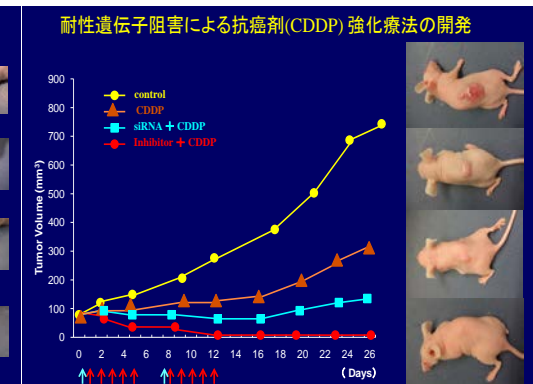 耐性遺伝子阻害による抗癌剤(CDDP) 強化療法の開発
900
800
700
600
500
400
300
200
100
0
Tumor Volume (mm³)
control
CDDP
siRNA + CDDP
Inhibitor + CDDP
0 2 4 6 8 10 12 14 16 18 20 22 24 26
( Days)